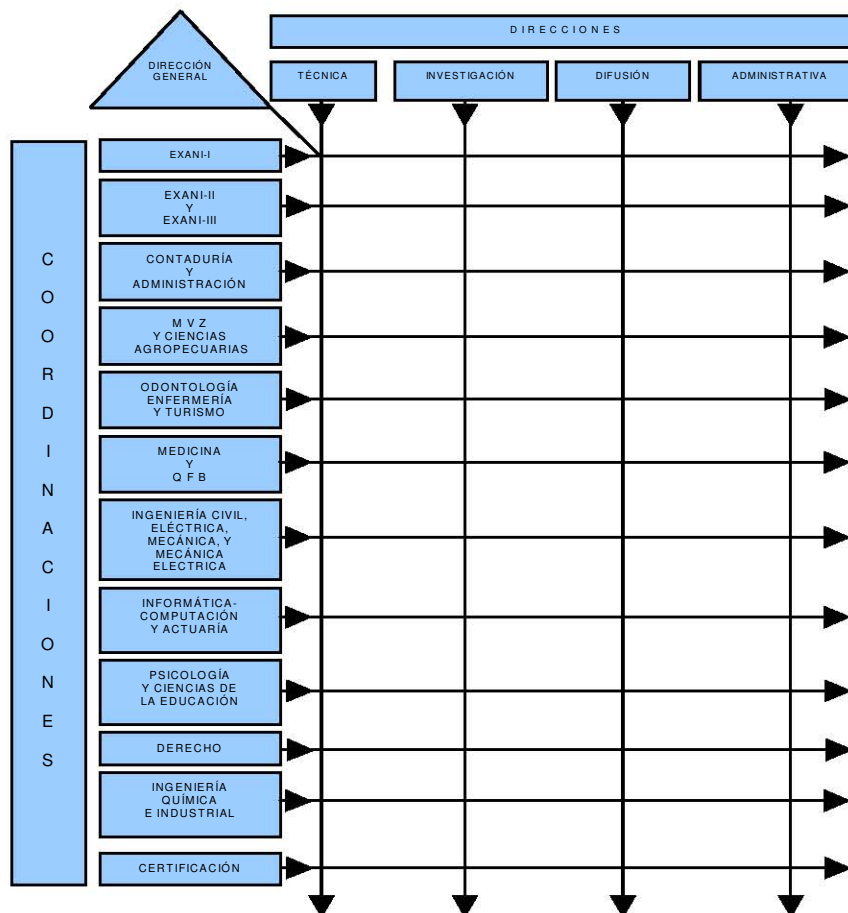 DIRECCIÓN
GENERAL
DIRECCIONES
TÉCNICA
INVESTIGACIÓN
DIFUSIÓN
ADMINISTRATIVA
COORDINACIONES
EXANI-I
EXANI-II
Y
EXANI-III
CONTADURÍA
Y
ADMINISTRACIÓN
M V Z
Y CIENCIAS
AGROPECUARIAS
ODONTOLOGÍA
ENFERMERÍA
Y TURISMO
MEDICINA
Y
Q F B
INGENIERÍA CIVIL,
ELÉCTRICA,
MECÁNICA, Y
MECÁNICA
ELECTRICA
INFORMÁTICA-
COMPUTACIÓN
Y ACTUARÍA
PSICOLOGÍA
Y CIENCIAS DE
LA EDUCACIÓN
DERECHO
INGENIERÍA
QUÍMICA
E INDUSTRIAL
CERTIFICACIÓN